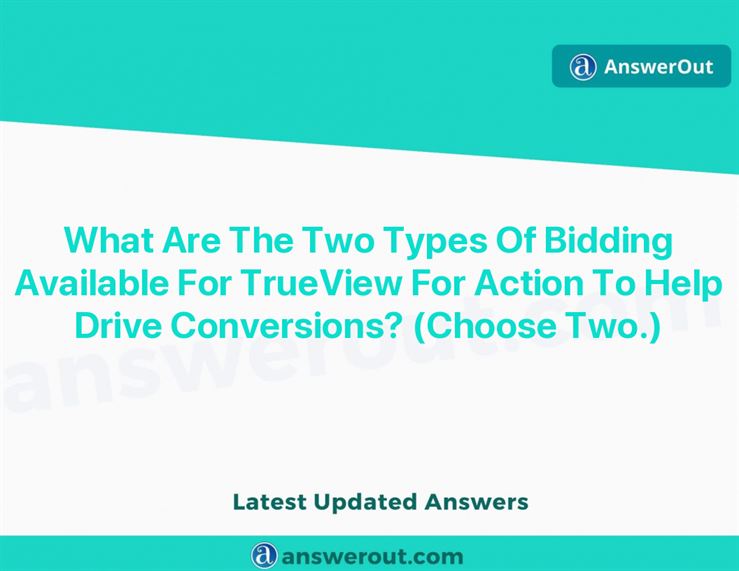 AnswerOut
What Are The Two Types Of Bidding
Available For TrueView For Action To Help
Drive Conversions? (Choose Two.)
answerout.com
Latest Updated Answers
answerout.com